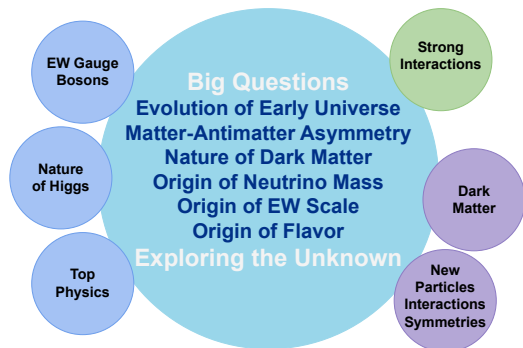 EW Gauge
Bosons
Nature
of Higgs
Top
Physics
Big Questions
Evolution of Early Universe
Matter-Antimatter Asymmetry
Nature of Dark Matter
Origin of Neutrino Mass
Origin of EW Scale
Origin of Flavor
Exploring the Unknown
Strong
Interactions
Dark
Matter
New
Particles
Interactions
Symmetries